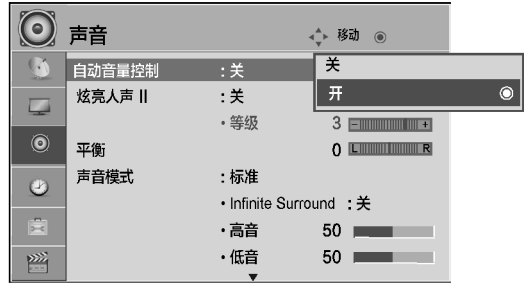 声音 移动
自动音量控制 : 关
关
开
炫亮人声 II : 关
• 等级 3 - +
平衡 0 L R
声音模式 : 标准
• Infinite Surround : 关
• 高音 50
• 低音 50